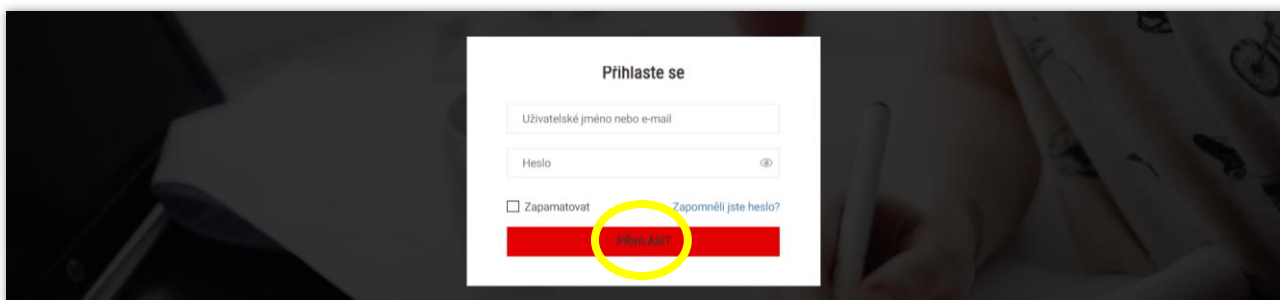 Přihlaste se
Uživatelské jméno nebo e-mail
Heslo
Zapamatovat Zapomněli jste heslo?
PŘIHLÁSIT